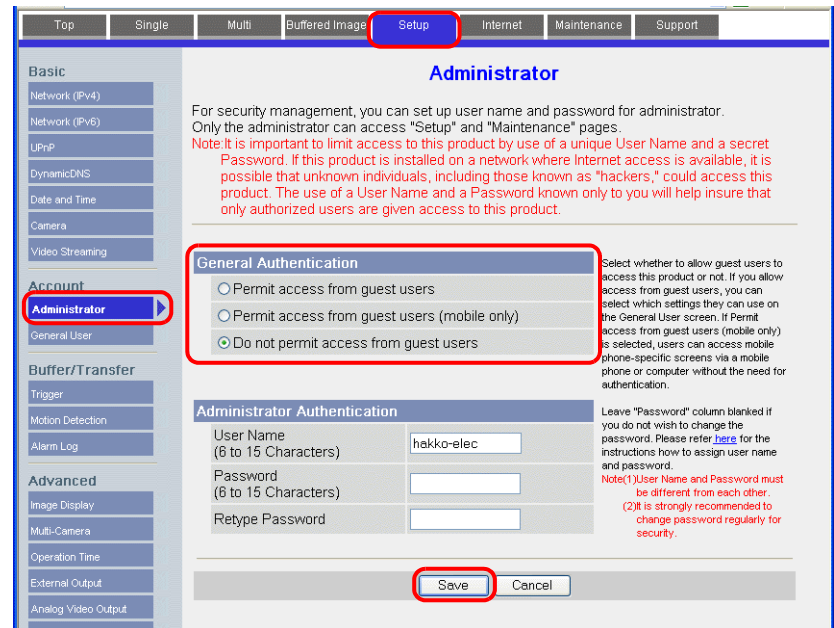 Top Single Multi Buffered Image Setup Internet Maintenance Support
Basic
Network (IPv4)
Network (IPv6)
UPnP
DynamicDNS
Date and Time
Camera
Video Streaming
Account
Administrator
General User
Buffer/Transfer
Trigger
Motion Detection
Alarm Log
Advanced
Image Display
Multi-Camera
Operation Time
External Output
Analog Video Output
Administrator
For security management, you can set up user name and password for administrator.
Only the administrator can access "Setup" and "Maintenance" pages.
Note:It is important to limit access to this product by use of a unique User Name and a secret
Password. If this product is installed on a network where Internet access is available, it is
possible that unknown individuals, including those known as "hackers," could access this
product. The use of a User Name and a Password known only to you will help insure that
only authorized users are given access to this product.
General Authentication
Permit access from guest users
Permit access from guest users (mobile only)
Do not permit access from guest users
Select whether to allow guest users to
access this product or not. If you allow
access from guest users, you can
select which settings they can use on
the General User screen. If Permit
access from guest users (mobile only)
is selected, users can access mobile
phone-specific screens via a mobile
phone or computer without the need for
authentication.
Administrator Authentication
User Name
(6 to 15 Characters)
hakko-elec
Password
(6 to 15 Characters)
Retype Password
Leave "Password" column blanked if
you do not wish to change the
password. Please refer here for the
instructions how to assign user name
and password.
Note(1)User Name and Password must
be different from each other.
(2)It is strongly recommended to
change password regularly for
security.
Save Cancel